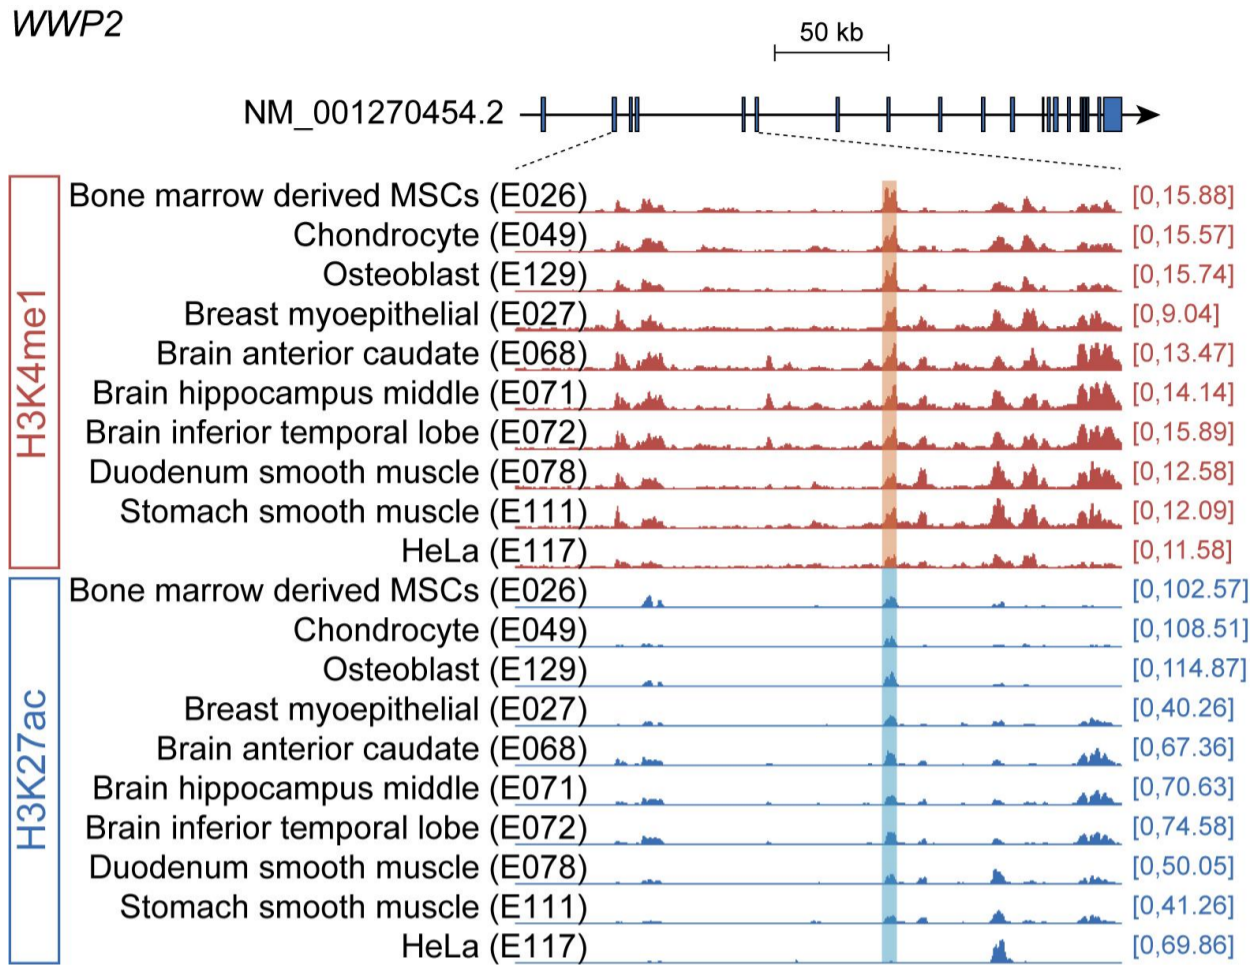 WWP2
50 kb
NM_001270454.2
H3K4me1
Bone marrow derived MSCs (E026) [0,15.88]
Chondrocyte (E049) [0,15.57]
Osteoblast (E129) [0,15.74]
Breast myoepithelial (E027) [0,9.04]
Brain anterior caudate (E068) [0,13.47]
Brain hippocampus middle (E071) [0,14.14]
Brain inferior temporal lobe (E072) [0,15.89]
Duodenum smooth muscle (E078) [0,12.58]
Stomach smooth muscle (E111) [0,12.09]
HeLa (E117) [0,11.58]
H3K27ac
Bone marrow derived MSCs (E026) [0,102.57]
Chondrocyte (E049) [0,108.51]
Osteoblast (E129) [0,114.87]
Breast myoepithelial (E027) [0,40.26]
Brain anterior caudate (E068) [0,67.36]
Brain hippocampus middle (E071) [0,70.63]
Brain inferior temporal lobe (E072) [0,74.58]
Duodenum smooth muscle (E078) [0,50.05]
Stomach smooth muscle (E111) [0,41.26]
HeLa (E117) [0,69.86]